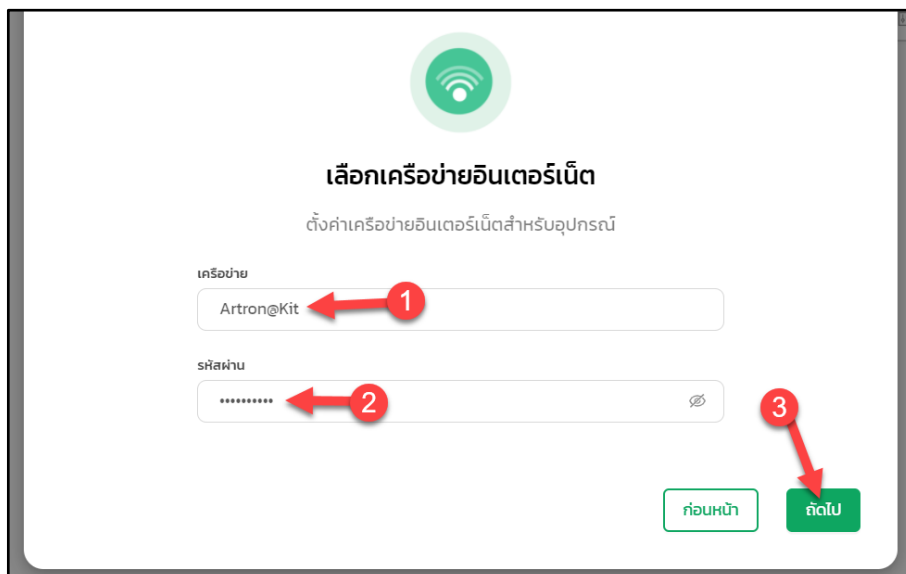 เลือกเครือข่ายอินเตอร์เน็ต
ตั้งค่าเครือข่ายอินเตอร์เน็ตสำหรับอุปกรณ์
เครือข่าย
Artron@Kit
1
รหัสผ่าน
••••••••••
2
3
ก่อนหน้า
ถัดไป